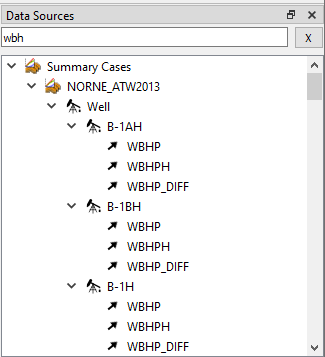 Data Sources
wbh X
Summary Cases
NORNE_ATW2013
Well
B-1AH
WBHP
WBHPH
WBHP_DIFF
B-1BH
WBHP
WBHPH
WBHP_DIFF
B-1H
WBHP
WBHPH
WBHP_DIFF